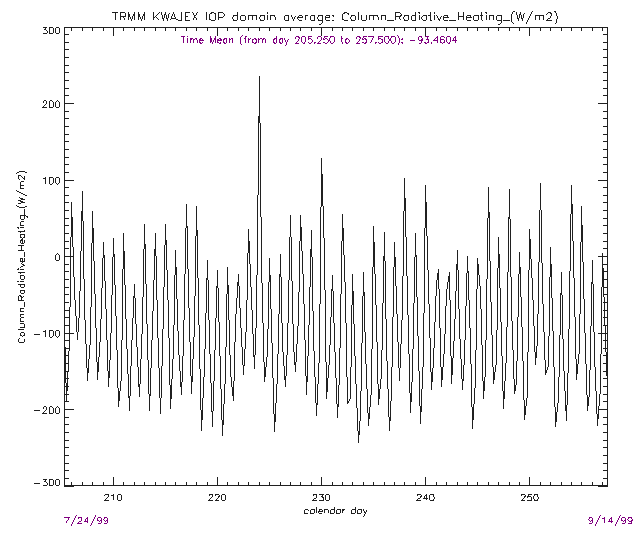 TRMM KWAJEX IOP domain average: Column_Radiative_Heating_(W/m2)
Time Mean (from day 205.250 to 257.500): -93.4604
300
200
100
0
-100
-200
-300
Column_Radiative_Heating_(W/m2)
210 220 230 240 250
calendar day
7/24/99 9/14/99